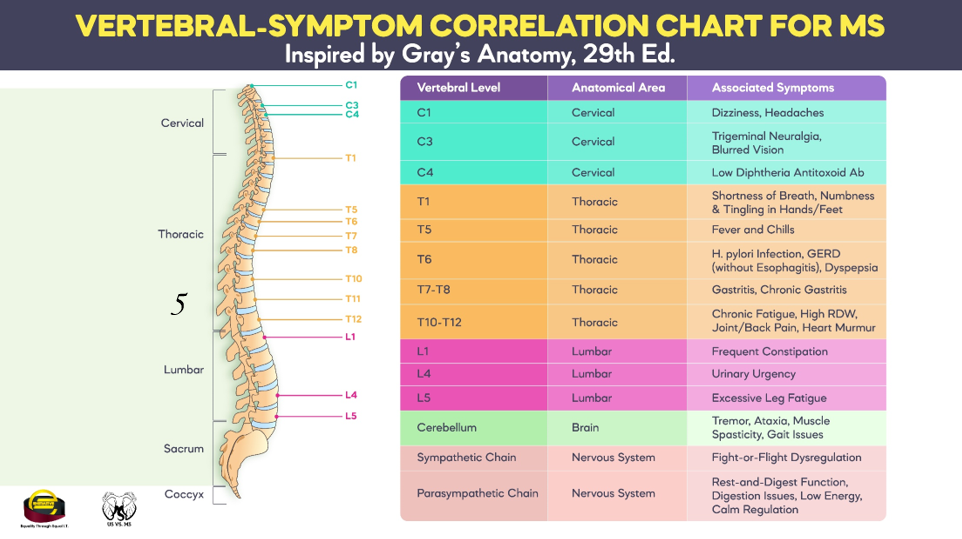 VERTEBRAL-SYMPTOM CORRELATION CHART FOR MS
Inspired by Gray's Anatomy, 29th Ed.
Cervical
Thoracic
5
Lumbar
Sacrum
Coccyx
C1
C3
C4
T1
T5
T6
T7
T8
T10
T11
T12
L1
L4
L5
Vertebral Level Anatomical Area Associated Symptoms
C1 Cervical Dizziness, Headaches
C3 Cervical Trigeminal Neuralgia,
Blurred Vision
C4 Cervical Low Diphtheria Antitoxoid Ab
T1 Thoracic Shortness of Breath, Numbness
& Tingling in Hands/Feet
T5 Thoracic Fever and Chills
T6 Thoracic H. pylori Infection, GERD
(without Esophagitis), Dyspepsia
T7-T8 Thoracic Gastritis, Chronic Gastritis
T10-T12 Thoracic Chronic Fatigue, High RDW,
Joint/Back Pain, Heart Murmur
L1 Lumbar Frequent Constipation
L4 Lumbar Urinary Urgency
L5 Lumbar Excessive Leg Fatigue
Cerebellum Brain Tremor, Ataxia, Muscle
Spasticity, Gait Issues
Sympathetic Chain Nervous System Fight-or-Flight Dysregulation
Parasympathetic Chain Nervous System Rest-and-Digest Function,
Digestion Issues, Low Energy,
Calm Regulation
US VS. MS